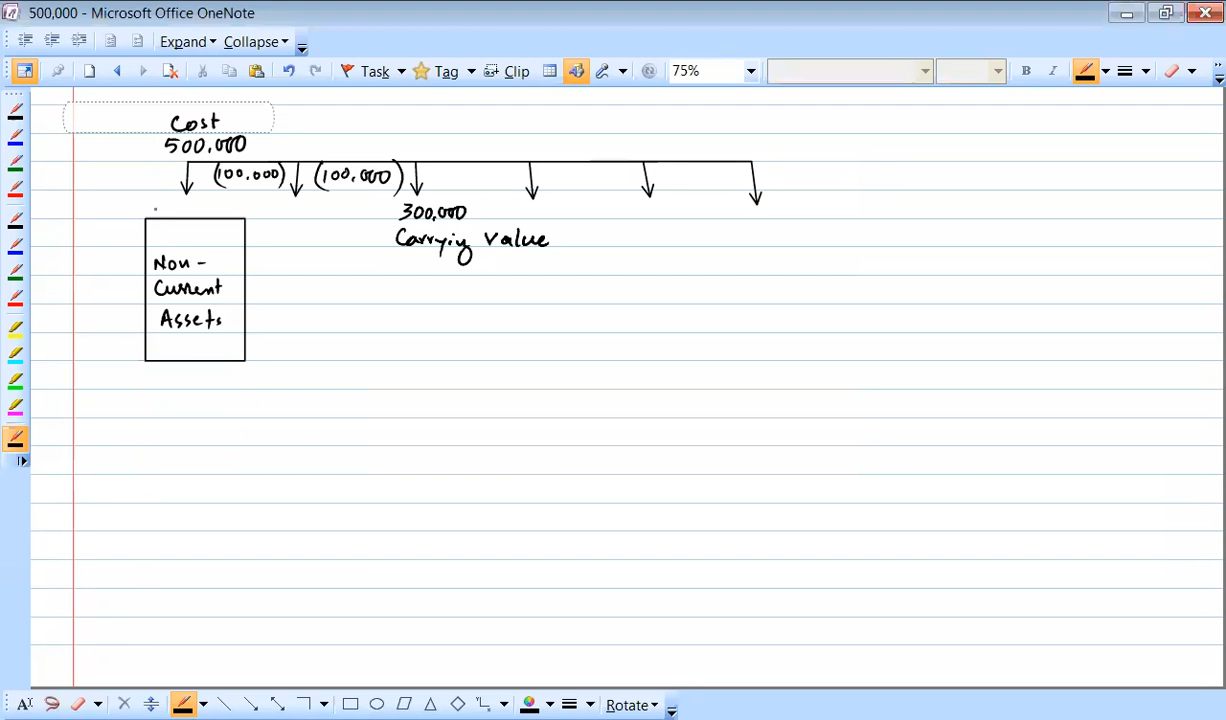 500,000 - Microsoft Office OneNote
Expand Collapse
Task Tag Clip 75% B I
Cost
500,000
(100,000) (100,000)
300,000
Carrying Value
Non-
Current
Assets
Rotate